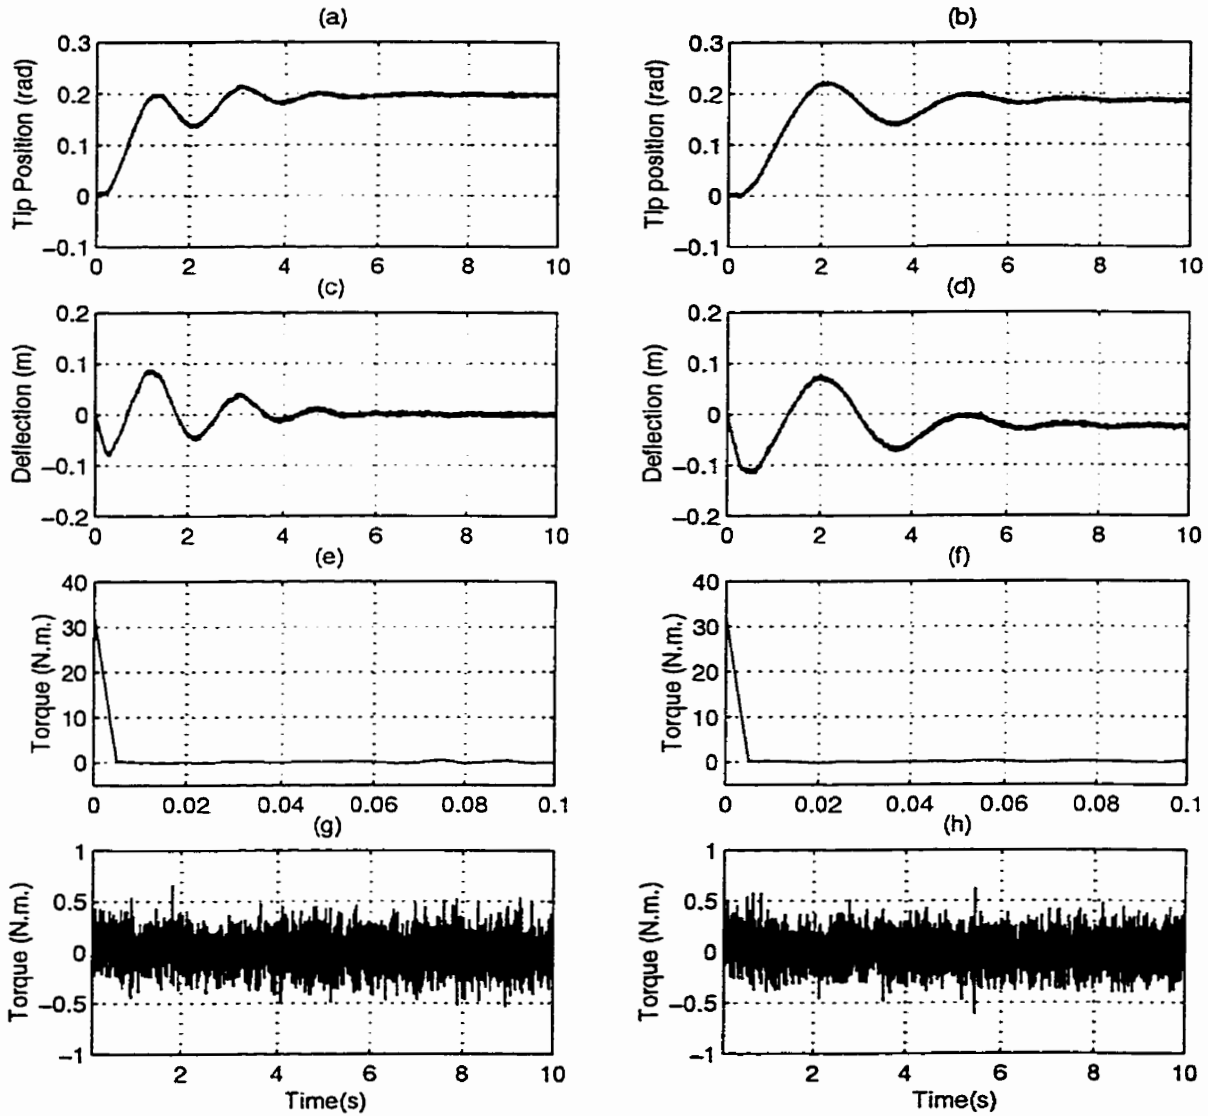 (a)
Tip Position (rad)
0.3
0.2
0.1
0
−0.1
0 2 4 6 8 10
(b)
Tip position (rad)
0.3
0.2
0.1
0
−0.1
0 2 4 6 8 10
(c)
Deflection (m)
0.2
0.1
0
−0.1
−0.2
0 2 4 6 8 10
(d)
Deflection (m)
0.2
0.1
0
−0.1
−0.2
0 2 4 6 8 10
(e)
Torque (N.m.)
40
30
20
10
0
0 0.02 0.04 0.06 0.08 0.1
(f)
Torque (N.m.)
40
30
20
10
0
0 0.02 0.04 0.06 0.08 0.1
(g)
Torque (N.m.)
1
0.5
0
−0.5
−1
2 4 6 8 10
Time(s)
(h)
Torque (N.m.)
1
0.5
0
−0.5
−1
2 4 6 8 10
Time(s)